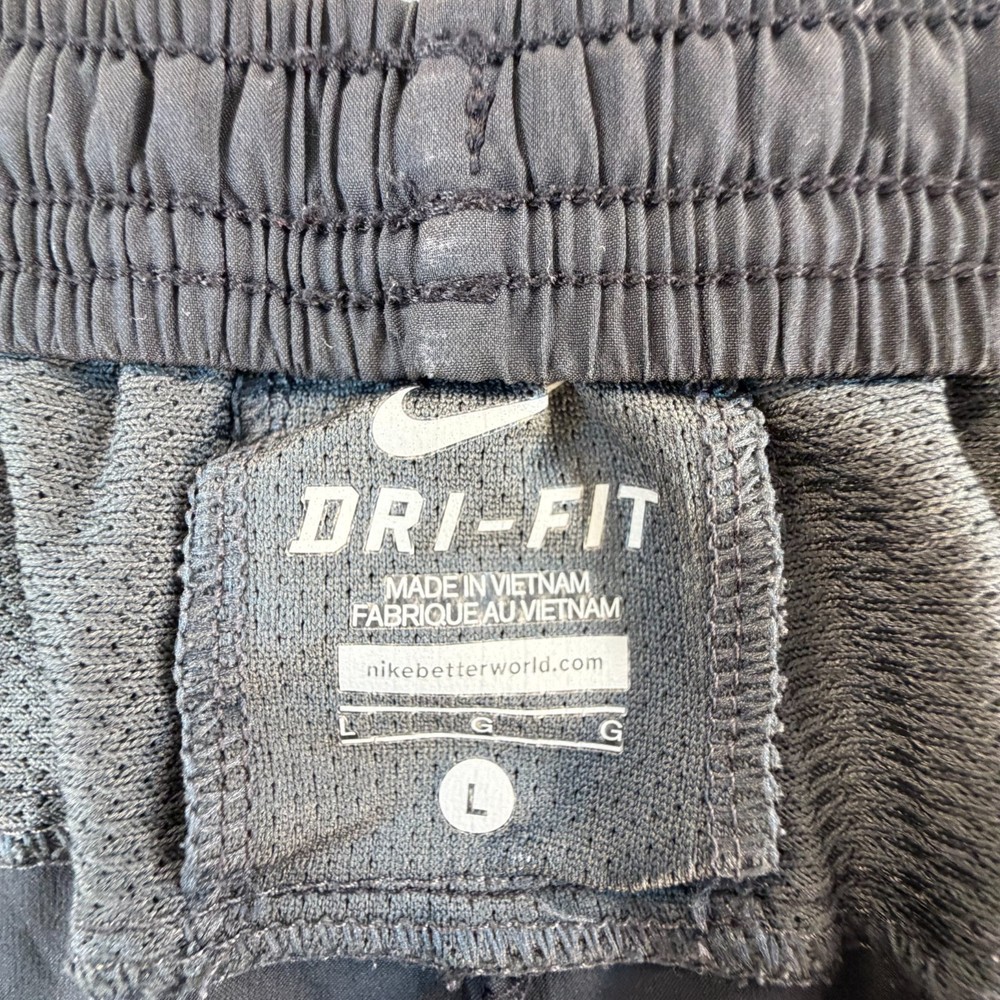 DRI-FIT
MADE IN VIETNAM
FABRIQUE AU VIETNAM
nikebetterworld.com
L G G
L